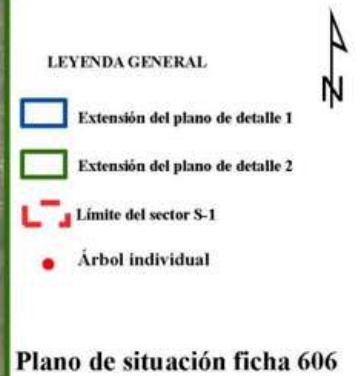 N
LEYENDA GENERAL
Extensión del plano de detalle 1
Extensión del plano de detalle 2
Límite del sector S-1
Árbol individual
Plano de situación ficha 606